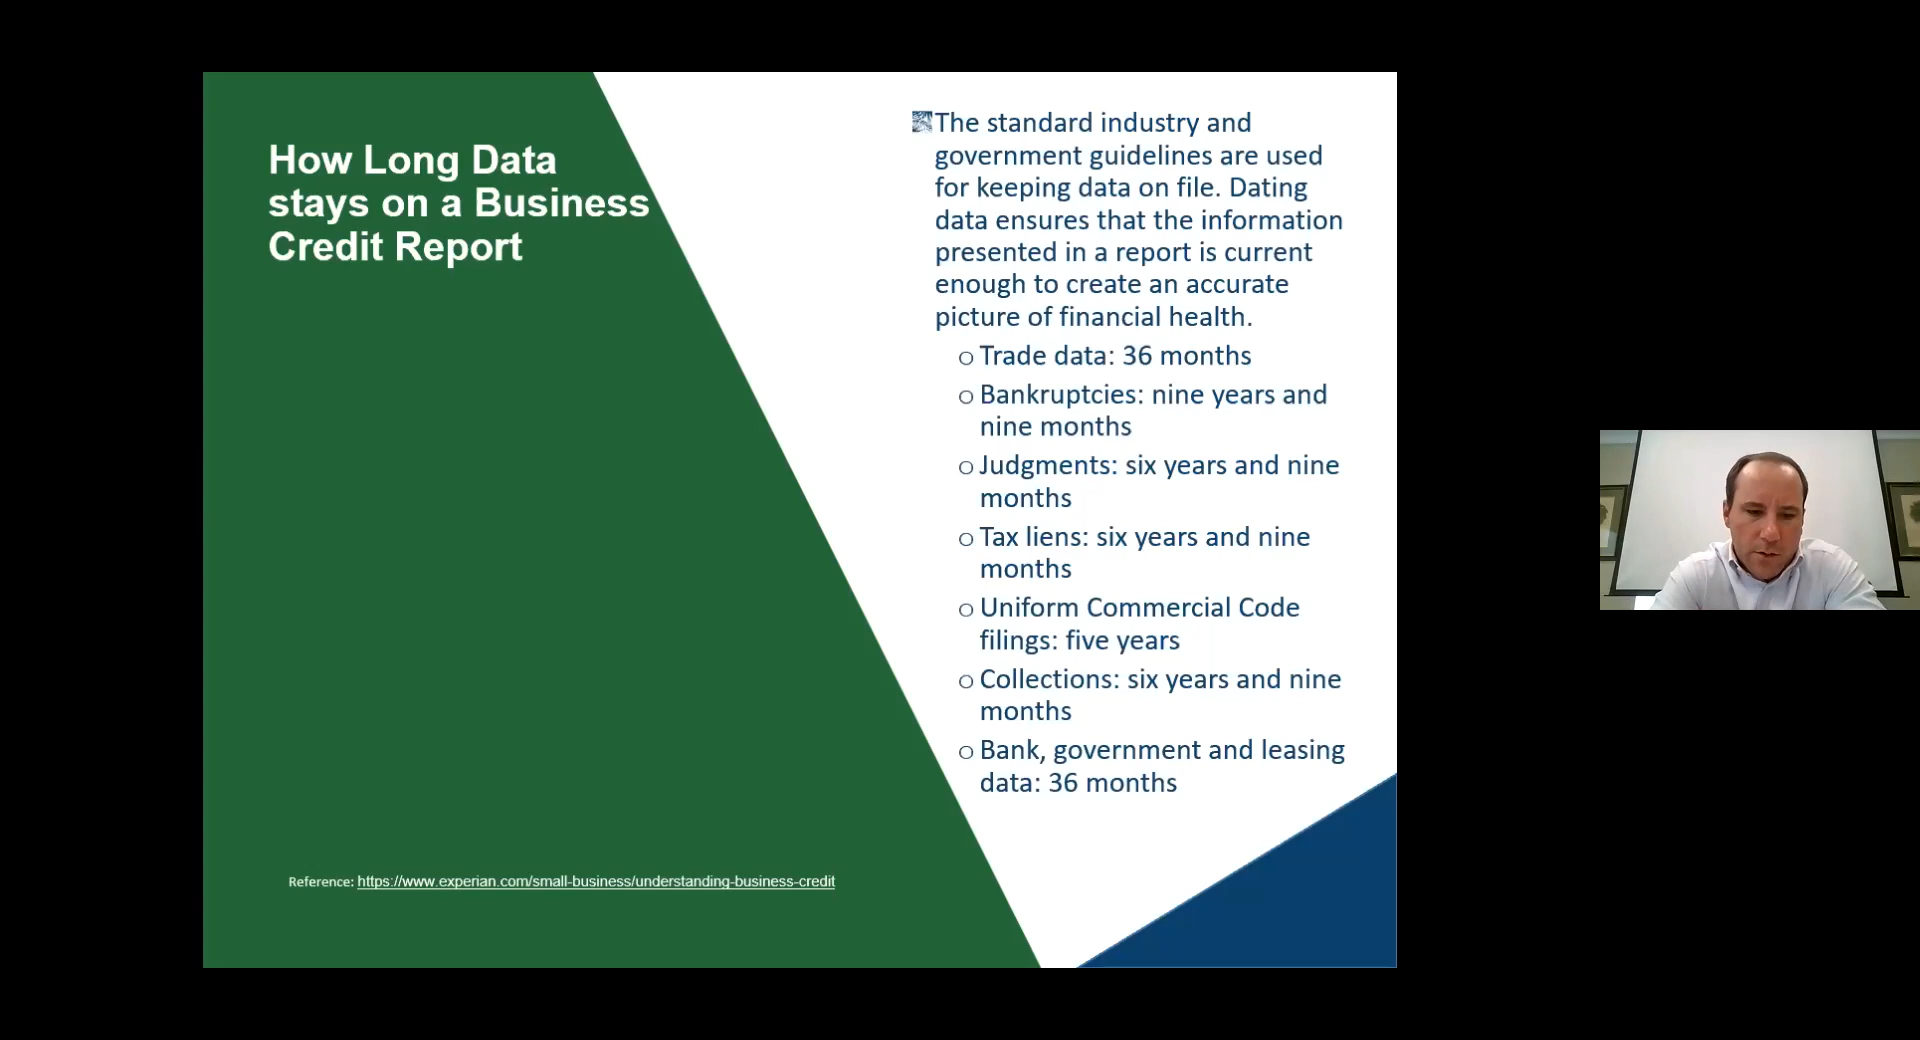 How Long Data
stays on a Business
Credit Report
The standard industry and
government guidelines are used
for keeping data on file. Dating
data ensures that the information
presented in a report is current
enough to create an accurate
picture of financial health.
o Trade data: 36 months
o Bankruptcies: nine years and
nine months
o Judgments: six years and nine
months
o Tax liens: six years and nine
months
o Uniform Commercial Code
filings: five years
o Collections: six years and nine
months
o Bank, government and leasing
data: 36 months
Reference: https://www.experian.com/small-business/understanding-business-credit